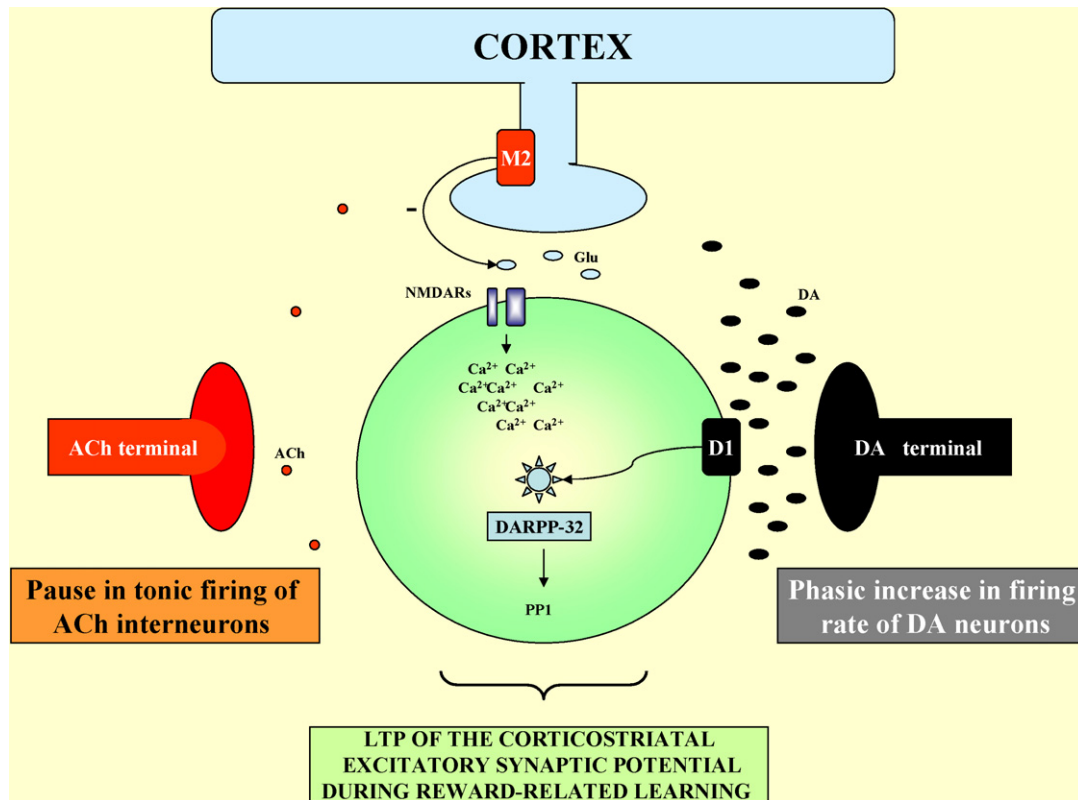 CORTEX
M2
-
Glu
NMDARs
DA
Ca²⁺ Ca²⁺
Ca²⁺Ca²⁺ Ca²⁺
Ca²⁺Ca²⁺
Ca²⁺ Ca²⁺
ACh terminal
ACh
D1
DA terminal
DARPP-32
PP1
Pause in tonic firing of
ACh interneurons
Phasic increase in firing
rate of DA neurons
LTP OF THE CORTICOSTRIATAL
EXCITATORY SYNAPTIC POTENTIAL
DURING REWARD-RELATED LEARNING